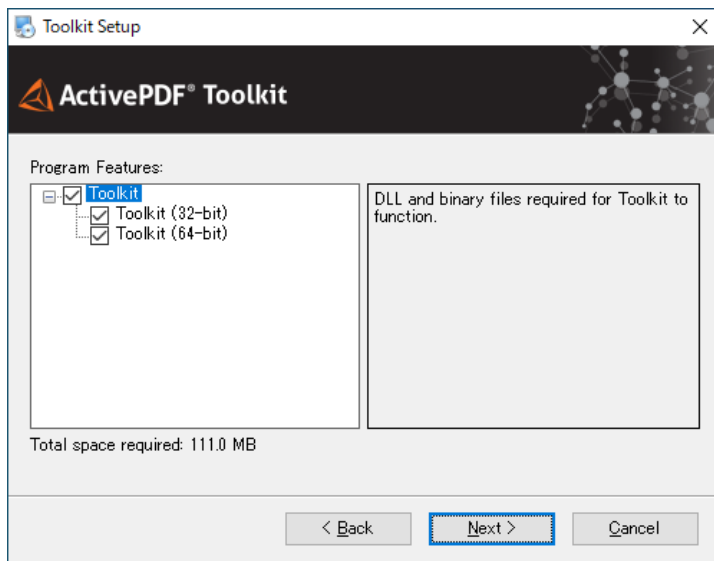 Toolkit Setup
ActivePDF® Toolkit
Program Features:
Toolkit
Toolkit (32-bit)
Toolkit (64-bit)
DLL and binary files required for Toolkit to
function.
Total space required: 111.0 MB
< Back
Next >
Cancel